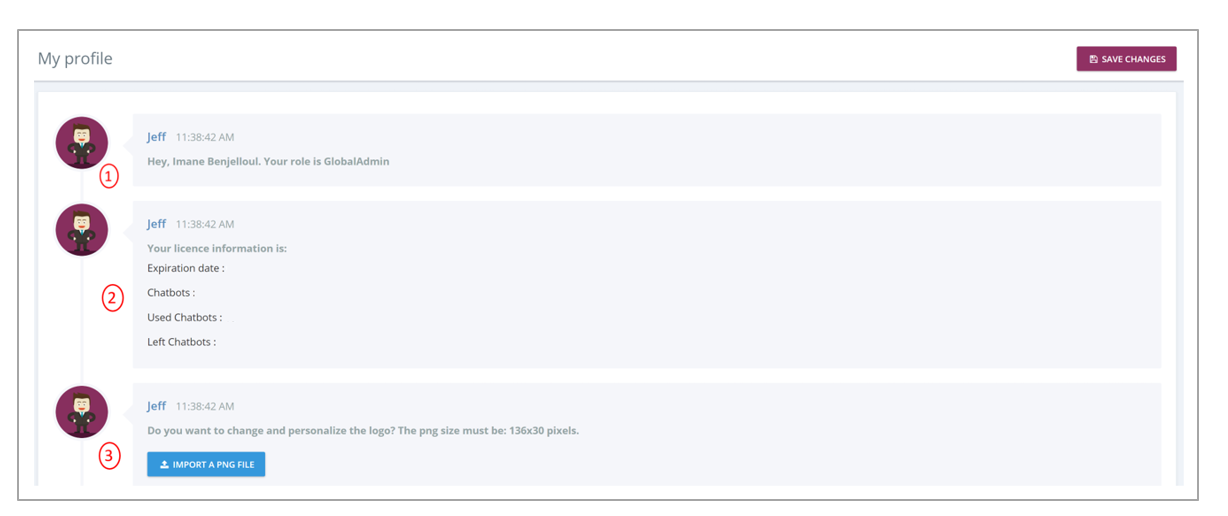 My profile
SAVE CHANGES
Jeff 11:38:42 AM
Hey, Imane Benjelloul. Your role is GlobalAdmin
1
Jeff 11:38:42 AM
Your licence information is:
Expiration date :
Chatbots :
2
Used Chatbots :
Left Chatbots :
Jeff 11:38:42 AM
Do you want to change and personalize the logo? The png size must be: 136x30 pixels.
3
IMPORT A PNG FILE